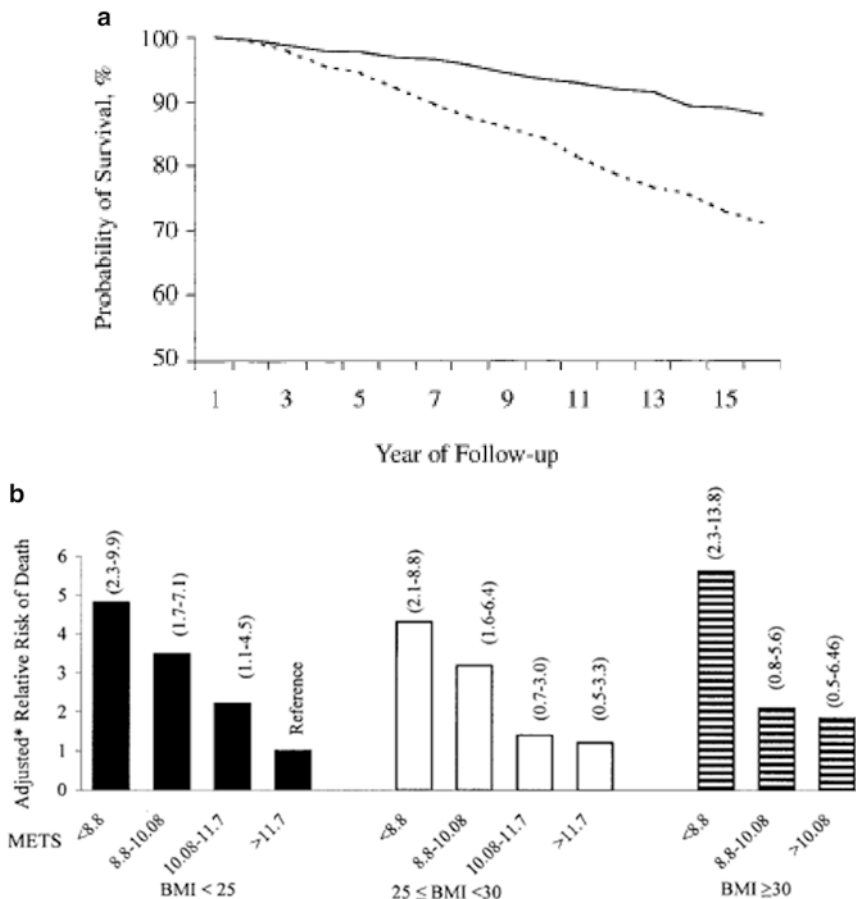 a
Probability of Survival, %
100
90
80
70
60
50
1 3 5 7 9 11 13 15
Year of Follow-up
b
Adjusted* Relative Risk of Death
6
5
4
3
2
1
0
(2.3-9.9)
(1.7-7.1)
(1.1-4.5)
Reference
(2.1-8.8)
(1.6-6.4)
(0.7-3.0)
(0.5-3.3)
(2.3-13.8)
(0.8-5.6)
(0.5-6.46)
METS <8.8 8.8-10.08 10.08-11.7 >11.7 <8.8 8.8-10.08 10.08-11.7 >11.7 <8.8 8.8-10.08 >10.08
BMI < 25 25 ≤ BMI <30 BMI ≥30